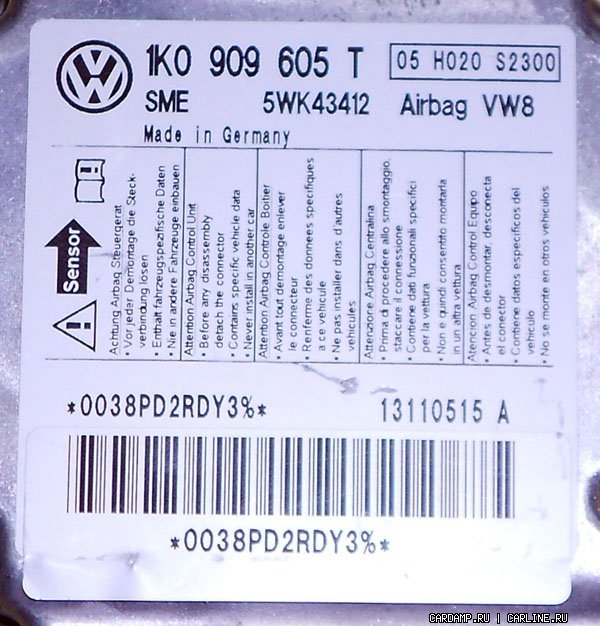 1K0 909 605 T
05 H020 S2300
SME 5WK43412 Airbag VW8
Made in Germany
Sensor
Achtung Airbag Steuergerat
• Vor jeder Demontage die Steck-
verbindung lösen
• Enthält fahrzeugspezifische Daten
Nie in andere Fahrzeuge einbauen
Attention Airbag Control Unit
• Before any disassembly
detach the connector
• Contains specific vehicle data
• Never install in another car
Attention Airbag Controle Boitier
• Avant tout demontage enlever
le connecteur
• Renferme des donnees specifiques
a ce vehicule
• Ne pas installer dans d'autres
vehicules
Attenzione Airbag Centralina
• Prima di procedere allo smontaggio,
staccare il connessione
• Contiene dati funzionali specifici
per la vettura
• Non e quindi consentito montarla
in un altra vettura
Atencion Airbag Control Equipo
• Antes de desmontar, desconecta
el conector
• Contiene datos especificos del
vehiculo
• No se monte en otros vehiculos
*0038PD2RDY3%*
13110515 A
*0038PD2RDY3%*
CARDAMP.RU | CARLINE.RU